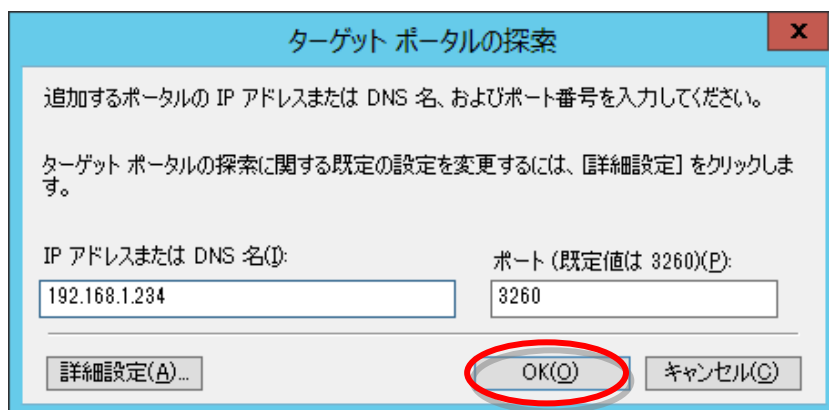 ターゲット ポータルの探索
x
追加するポータルの IP アドレスまたは DNS 名、およびポート番号を入力してください。
ターゲット ポータルの探索に関する既定の設定を変更するには、[詳細設定] をクリックしま
す。
IP アドレスまたは DNS 名(I):
ポート (既定値は 3260)(P):
192.168.1.234
3260
詳細設定(A)...
OK(O)
キャンセル(C)